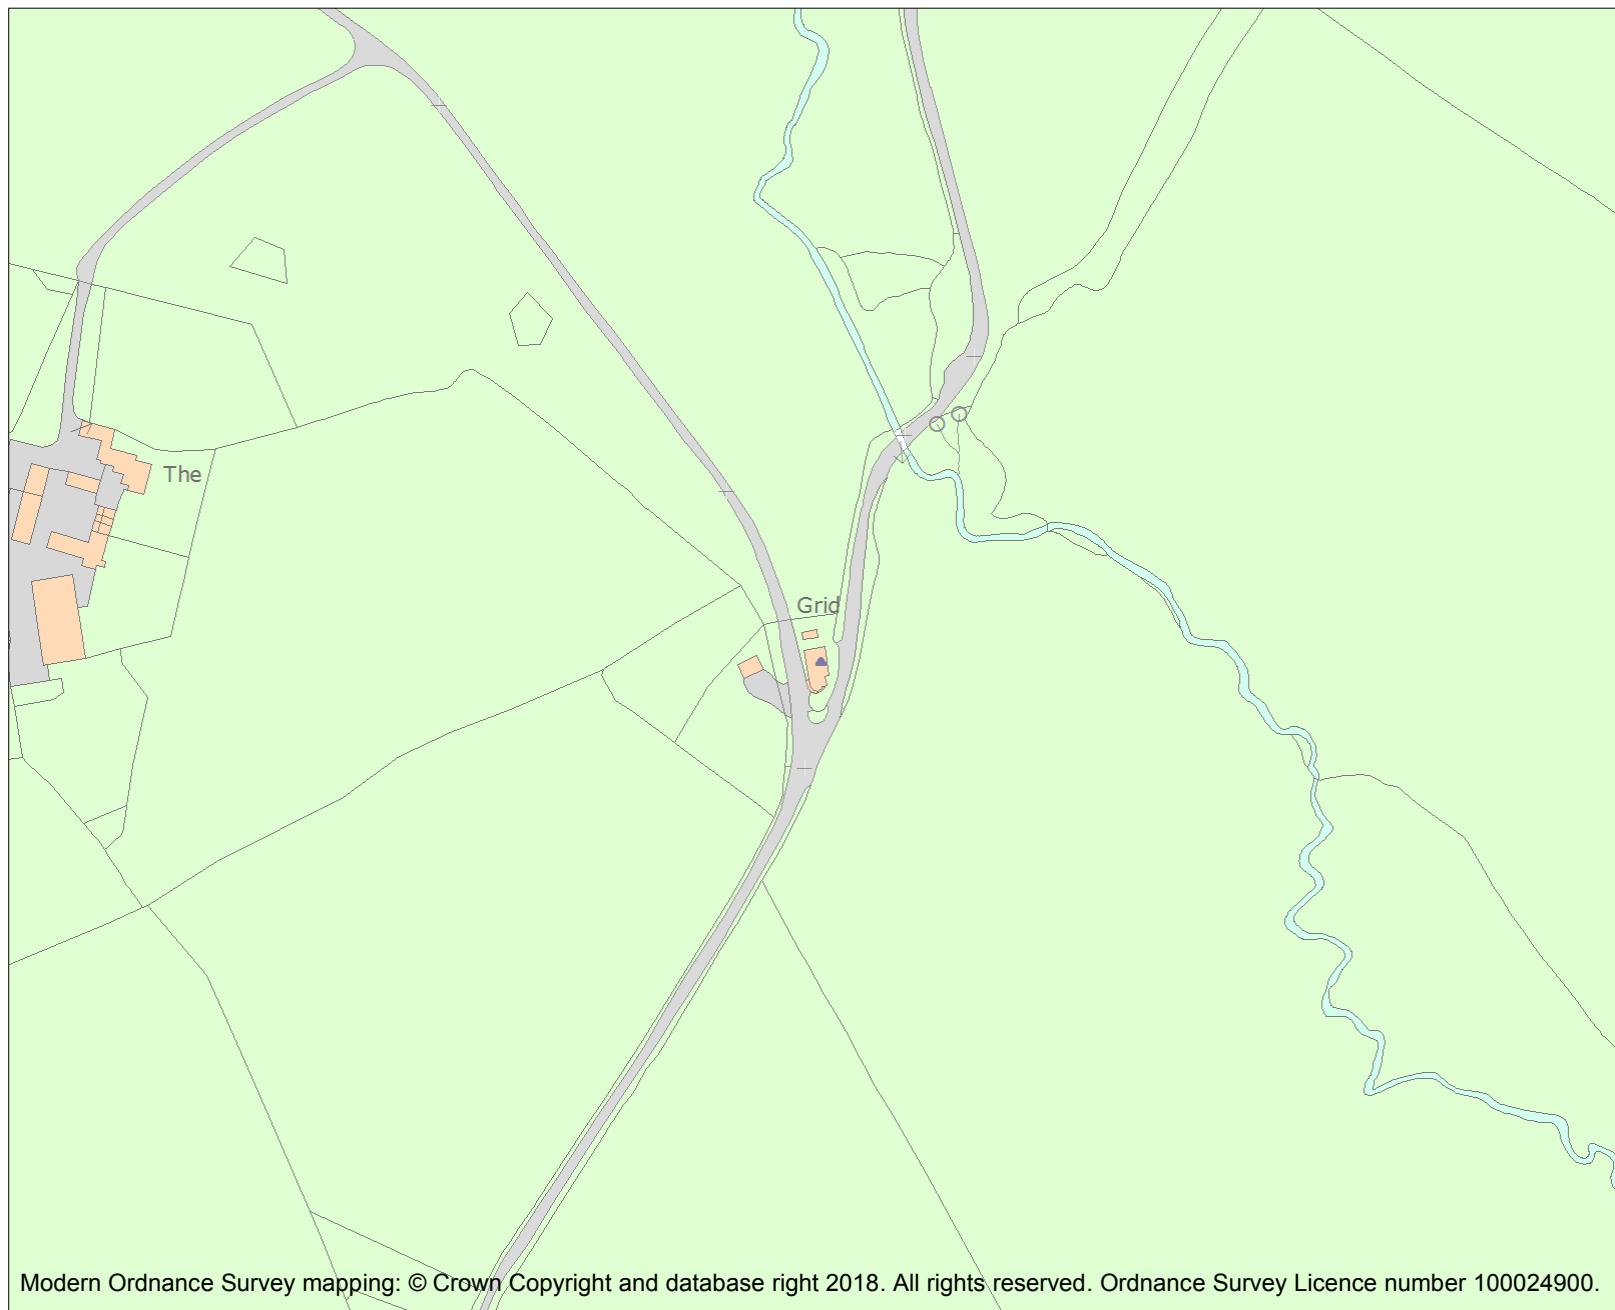 The
Grid
Modern Ordnance Survey mapping: © Crown Copyright and database right 2018. All rights reserved. Ordnance Survey Licence number 100024900.